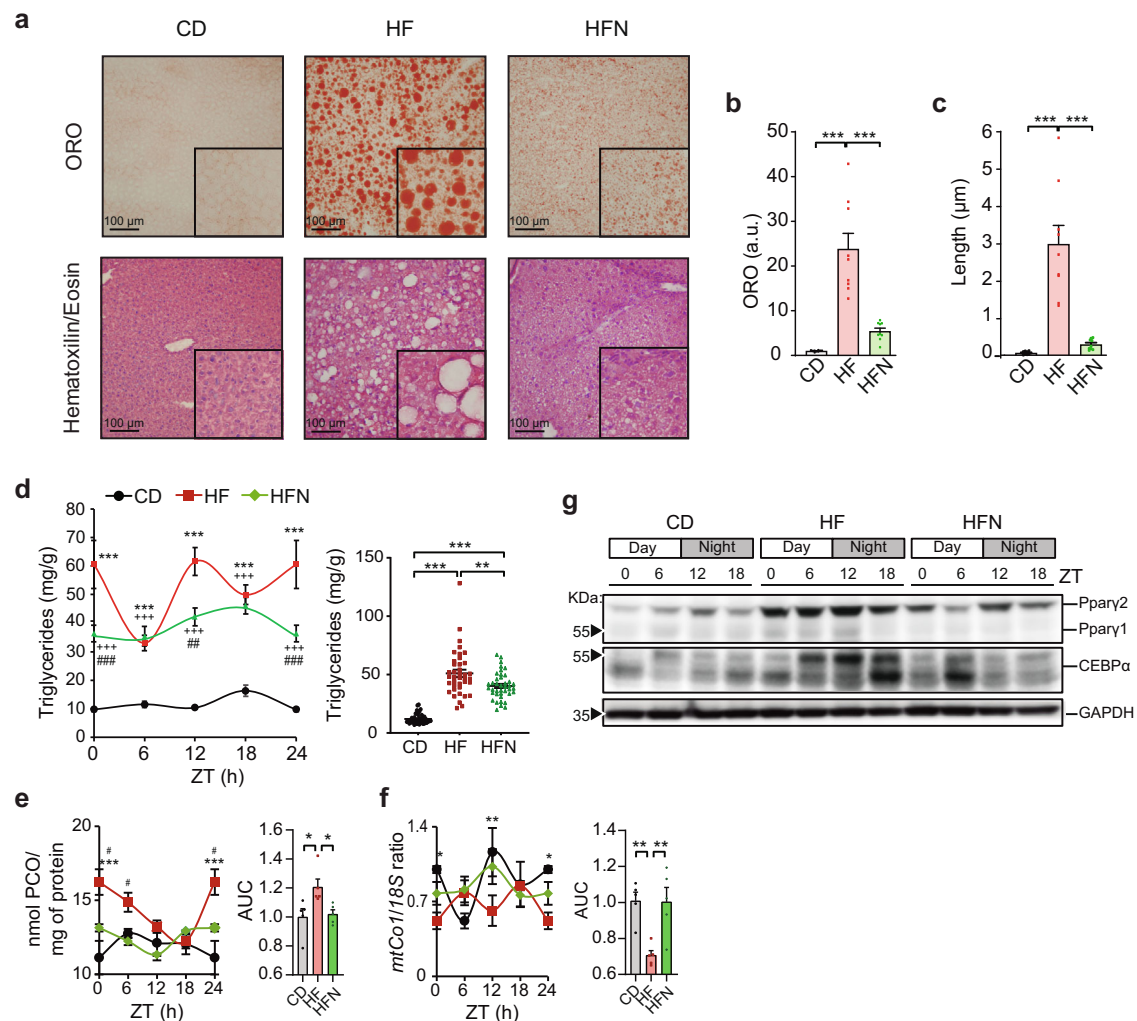 a
CD HF HFN
ORO
100 µm 100 µm 100 µm
Hematoxilin/Eosin
100 µm 100 µm 100 µm
b
*** ***
ORO (a.u.)
50
40
30
20
10
0
CD HF HFN
c
*** ***
Length (µm)
6
5
4
3
2
1
0
CD HF HFN
d
CD HF HFN
Triglycerides (mg/g)
80
70
60
50
40
30
20
10
0
*** *** +++ *** *** +++ ***
+++ ### +++ ## +++ ###
0 6 12 18 24
ZT (h)
Triglycerides (mg/g)
150
100
50
0
***
*** **
CD HF HFN
e
nmol PCO/
mg of protein
20
15
10
# *** # # ***
0 6 12 18 24
ZT (h)
AUC
1.6
1.4
1.2
1.0
0.8
0.6
* *
CD HF HFN
f
mtCo1/18S ratio
1.4
0.7
0
* ** *
0 6 12 18 24
ZT (h)
AUC
1.4
1.2
1.0
0.8
0.6
** **
CD HF HFN
g
CD HF HFN
Day Night Day Night Day Night
0 6 12 18 0 6 12 18 0 6 12 18 ZT
KDa:
Pparγ2
55 Pparγ1
55 CEBPα
35 GAPDH